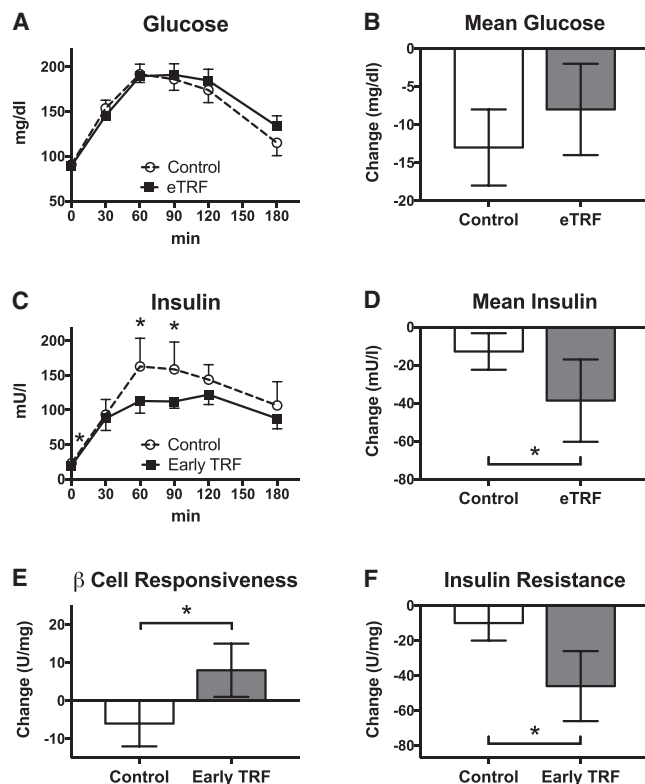 A
Glucose
mg/dl
200
150
100
50
0 30 60 90 120 180
min
Control
eTRF
B
Mean Glucose
Change (mg/dl)
0
-5
-10
-15
-20
Control eTRF
C
Insulin
mU/l
200
150
100
50
0
* *
*
Control
Early TRF
0 30 60 90 120 180
min
D
Mean Insulin
Change (mU/l)
0
-20
-40
-60
-80
*
Control eTRF
E
β Cell Responsiveness
Change (U/mg)
20
10
0
-10
*
Control Early TRF
F
Insulin Resistance
Change (U/mg)
0
-20
-40
-60
-80
*
Control Early TRF